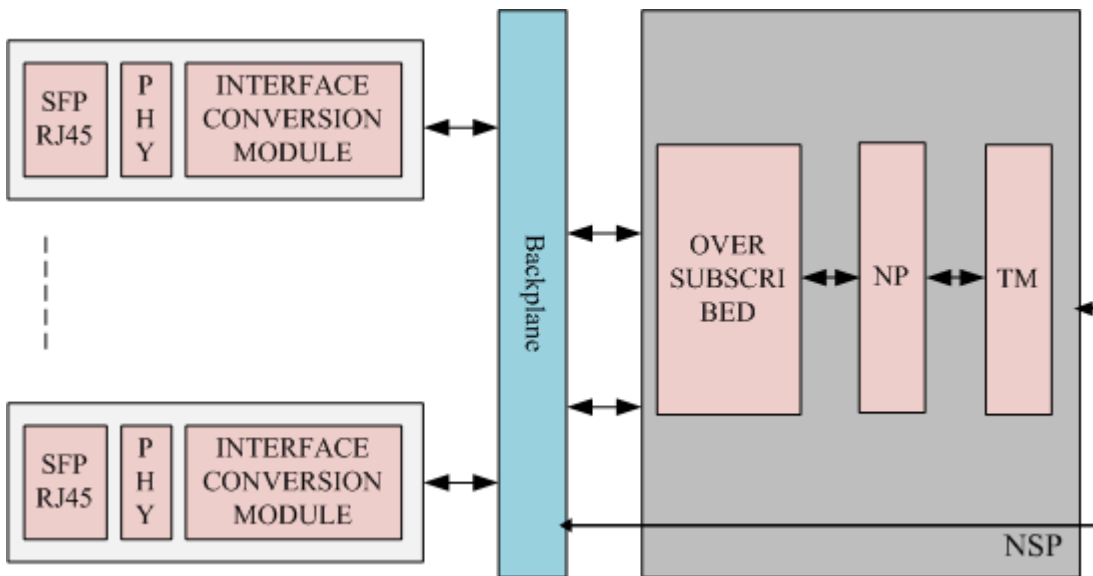 SFP
RJ45
P
H
Y
INTERFACE
CONVERSION
MODULE
Backplane
OVER
SUBSCRI
BED
NP
TM
SFP
RJ45
P
H
Y
INTERFACE
CONVERSION
MODULE
NSP